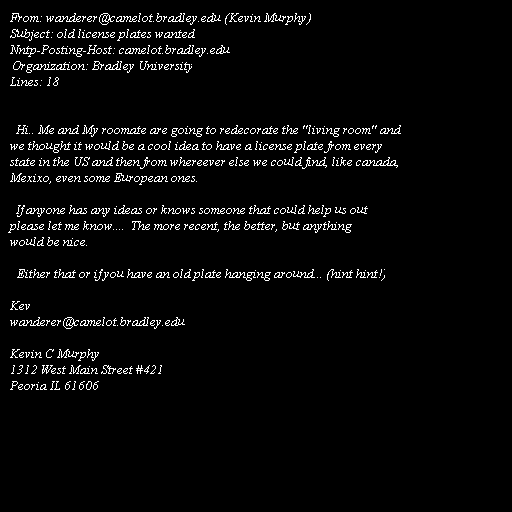 From: wanderer@camelot.bradley.edu (Kevin Murphy)
Subject: old license plates wanted
Nntp-Posting-Host: camelot.bradley.edu
Organization: Bradley University
Lines: 18
Hi.. Me and My roomate are going to redecorate the "living room" and
we thought it would be a cool idea to have a license plate from every
state in the US and then from whereever else we could find, like canada,
Mexixo, even some European ones.
If anyone has any ideas or knows someone that could help us out
please let me know.... The more recent, the better, but anything
would be nice.
Either that or if you have an old plate hanging around... (hint hint!)
Kev
wanderer@camelot.bradley.edu
Kevin C Murphy
1312 West Main Street #421
Peoria IL 61606